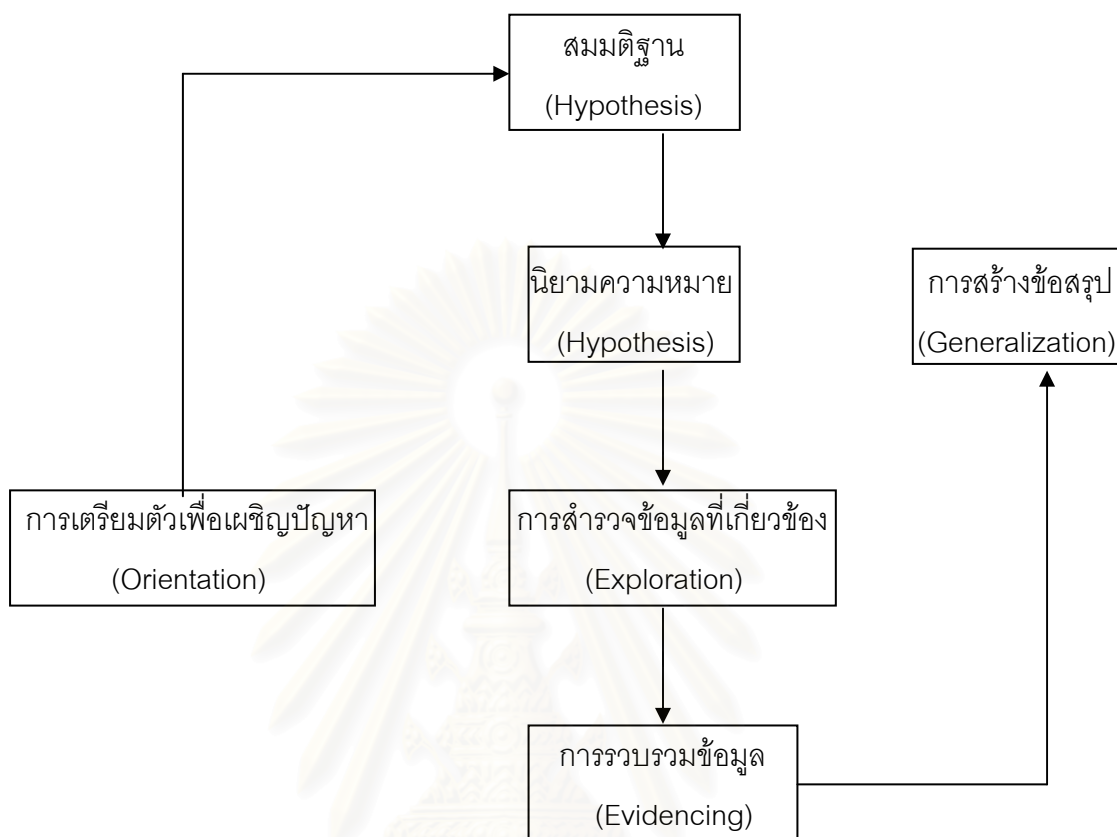 สมมติฐาน
(Hypothesis)
นิยามความหมาย
(Hypothesis)
การสร้างข้อสรุป
(Generalization)
การเตรียมตัวเพื่อเผชิญปัญหา
(Orientation)
การสำรวจข้อมูลที่เกี่ยวข้อง
(Exploration)
การรวบรวมข้อมูล
(Evidencing)